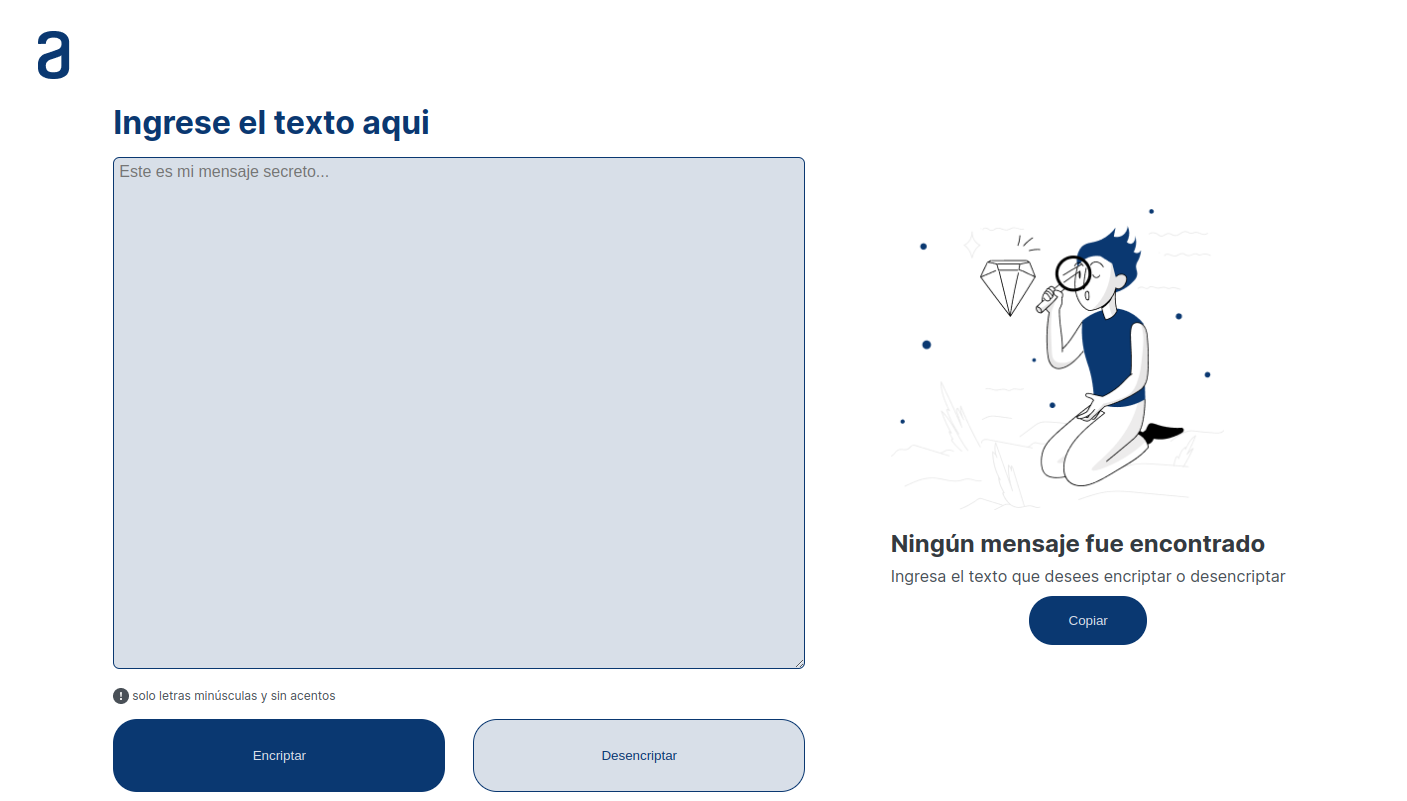 a
Ingrese el texto aqui
Este es mi mensaje secreto...
Ningún mensaje fue encontrado
Ingresa el texto que desees encriptar o desencriptar
Copiar
! solo letras minúsculas y sin acentos
Encriptar
Desencriptar